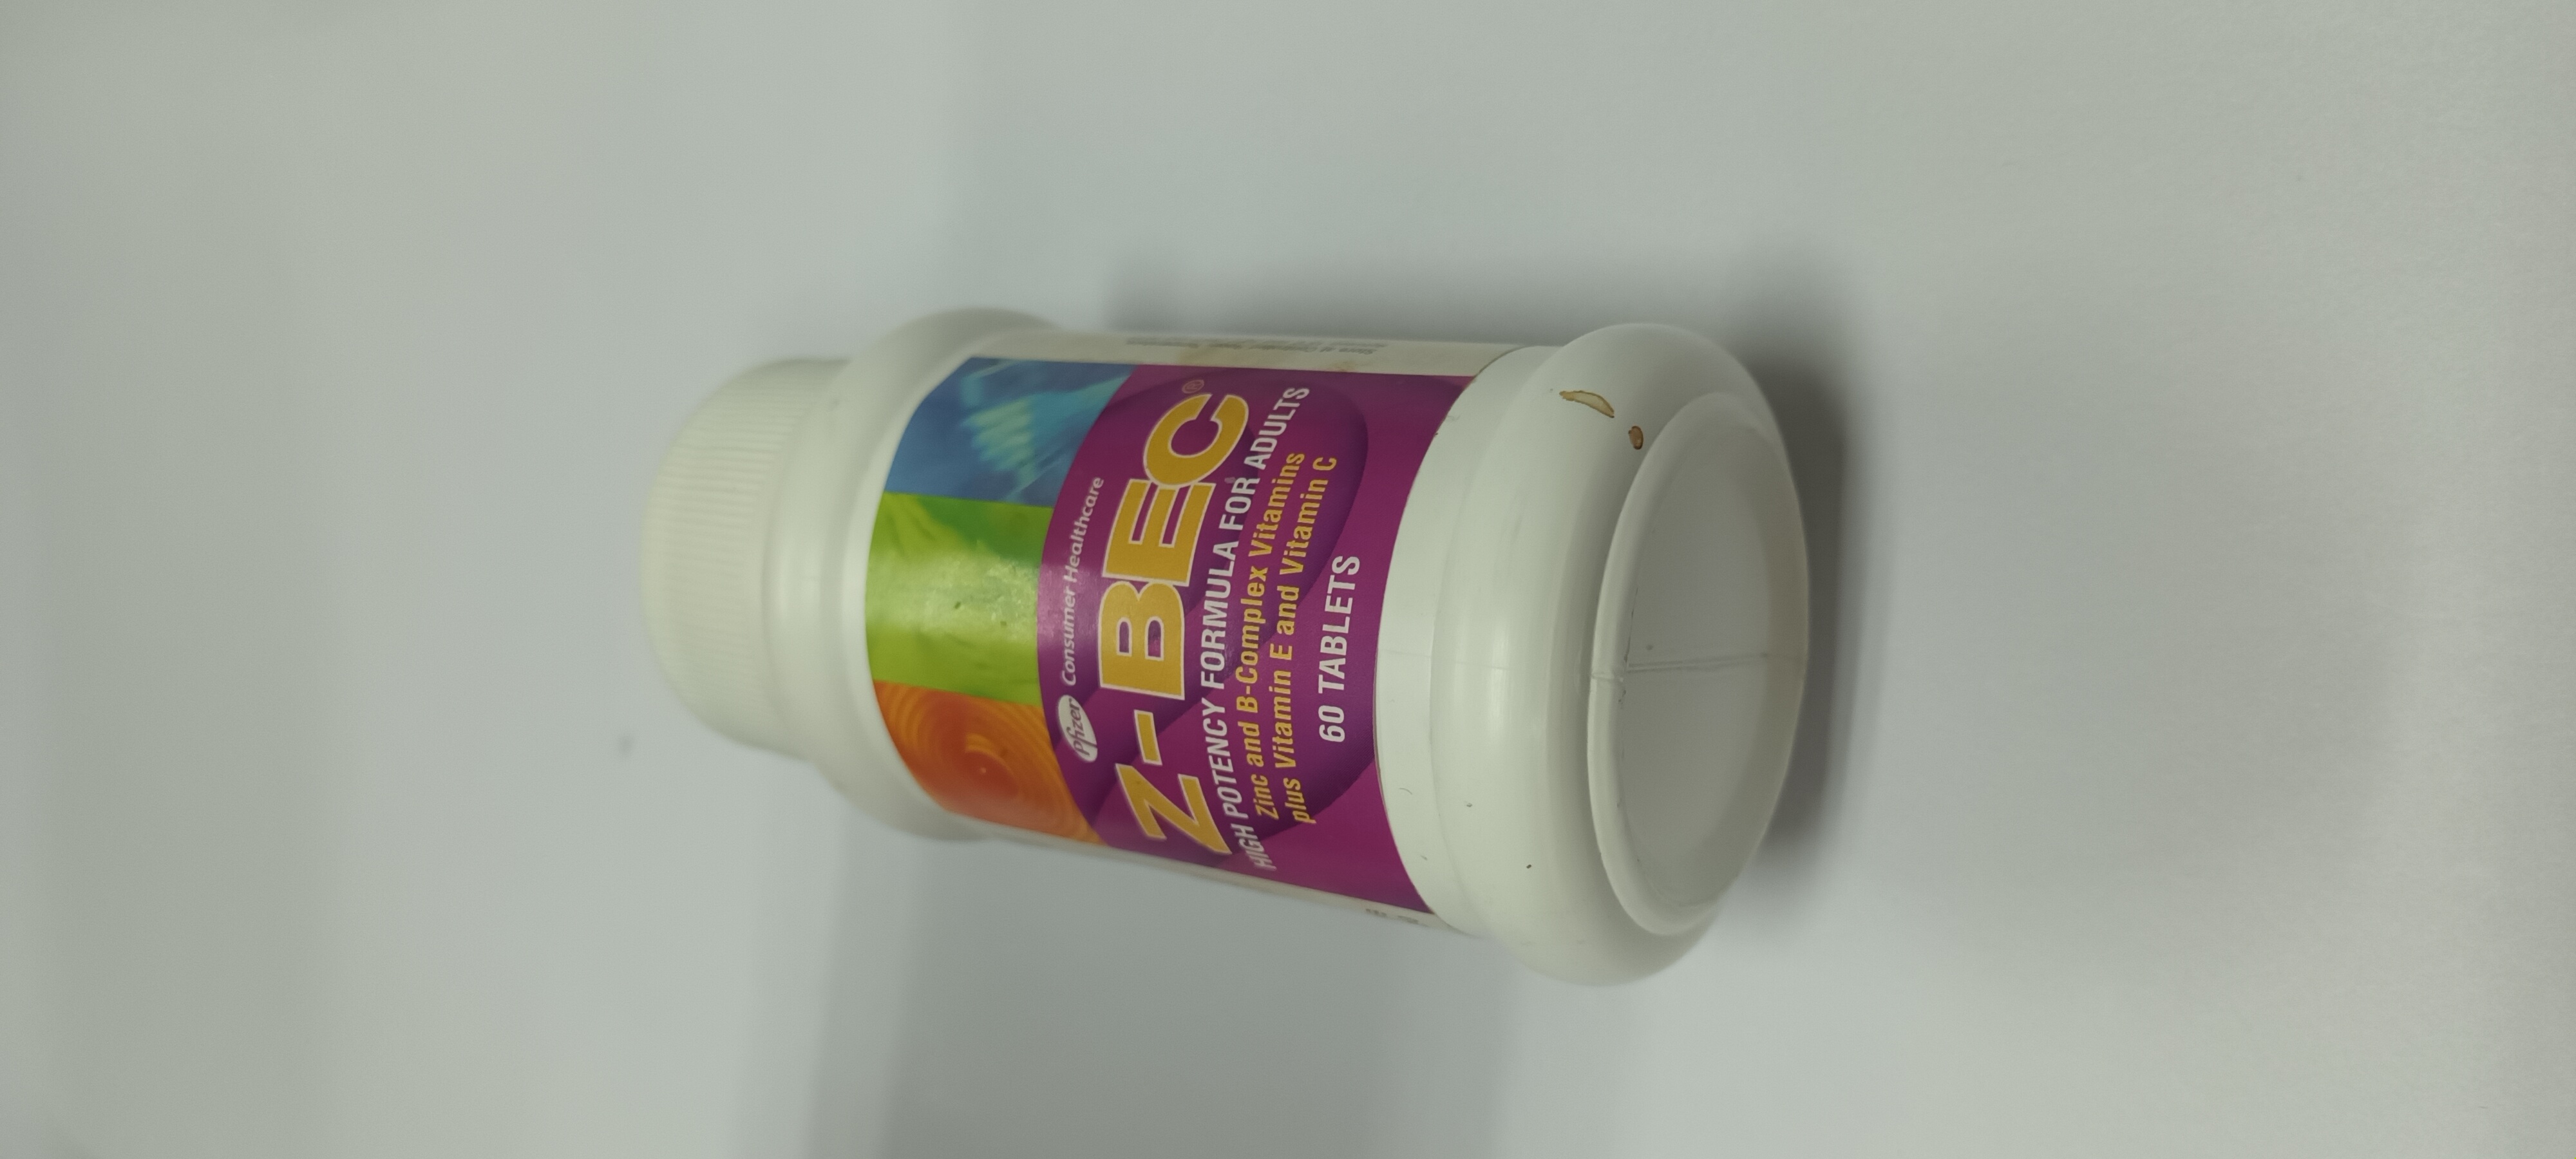 Pfizer Consumer Healthcare
Z-BEC®
HIGH POTENCY FORMULA FOR ADULTS
Zinc and B-Complex Vitamins
plus Vitamin E and Vitamin C
60 TABLETS